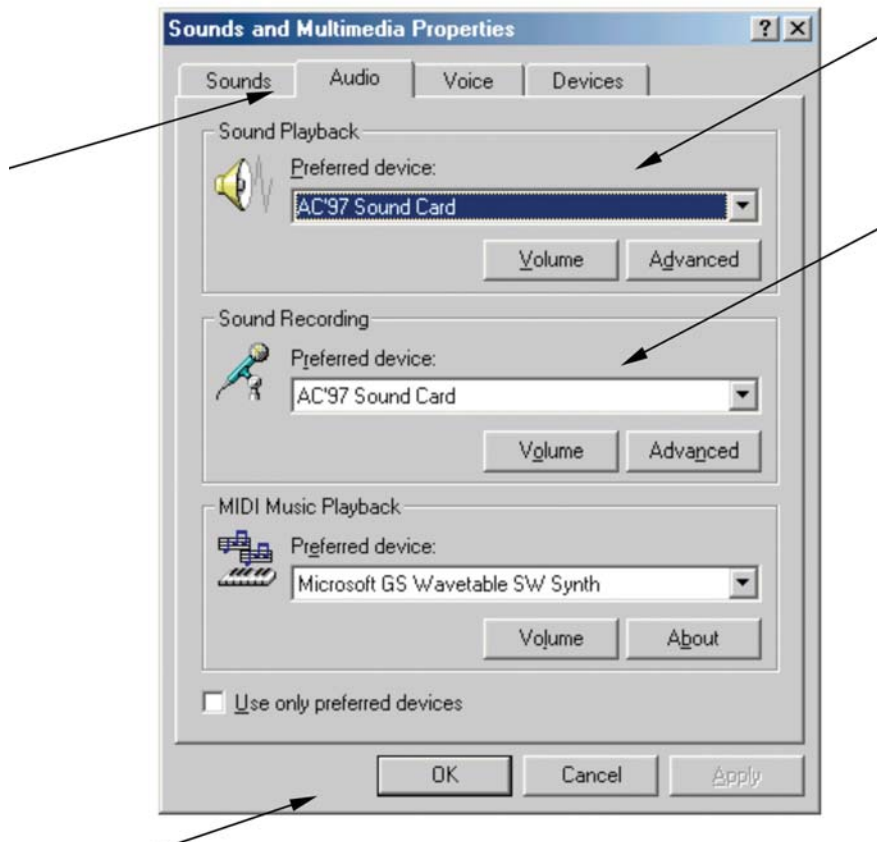 Sounds and Multimedia Properties
Sounds Audio Voice Devices
Sound Playback
Preferred device:
AC'97 Sound Card
Volume Advanced
Sound Recording
Preferred device:
AC'97 Sound Card
Volume Advanced
MIDI Music Playback
Preferred device:
Microsoft GS Wavetable SW Synth
Volume About
Use only preferred devices
OK Cancel Apply